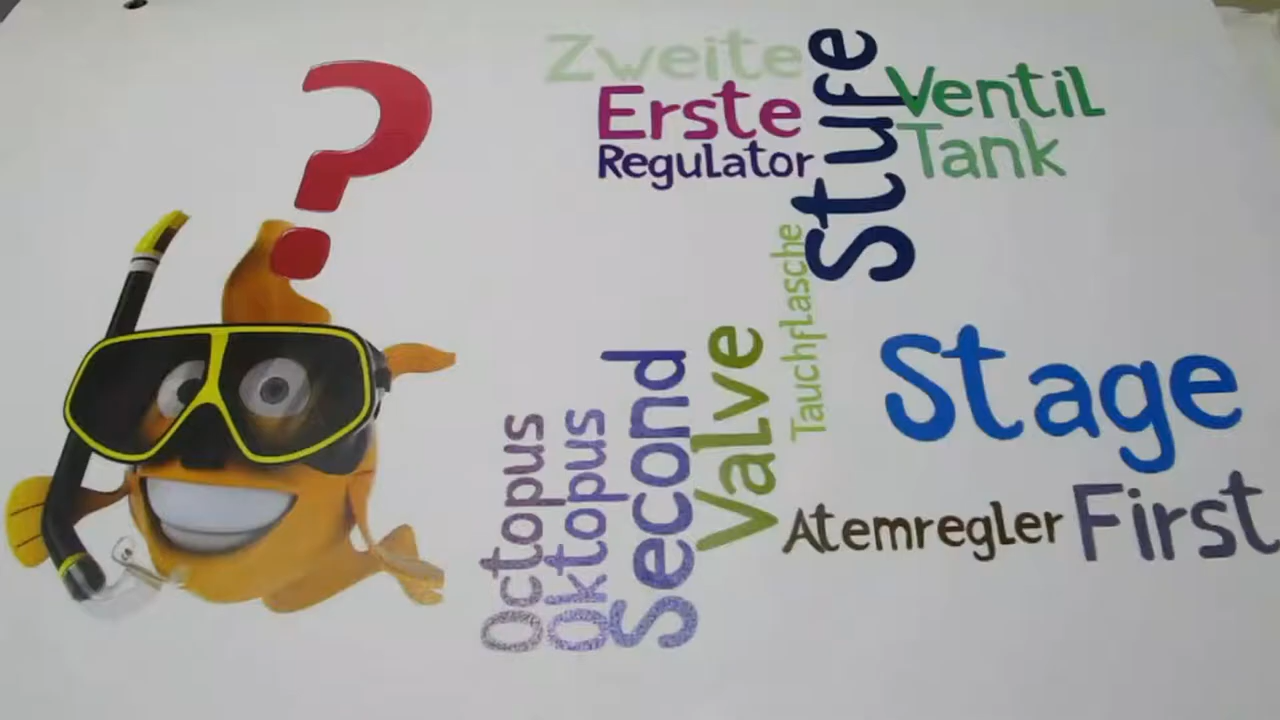 ?
Zweite
Erste
Regulator
Stufe
Ventil
Tank
Tauchflasche
Stage
Valve
Second
Oktopus
Octopus
Atemregler
First